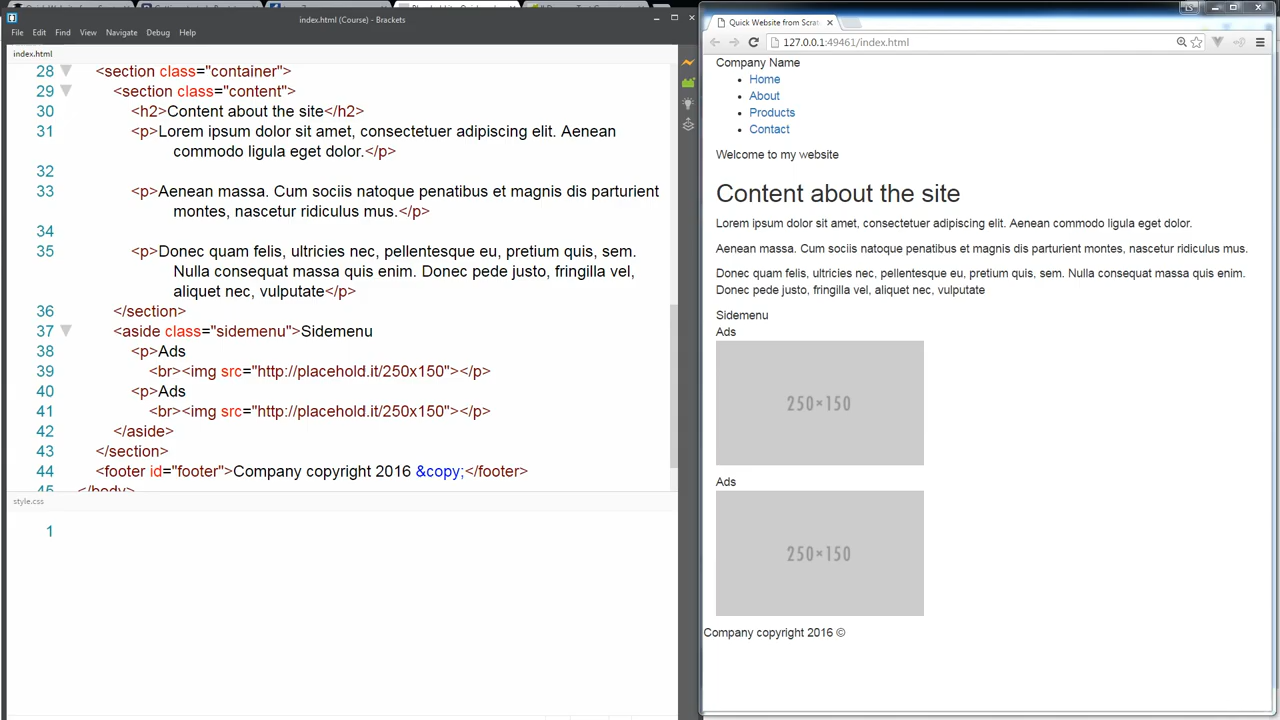 index.html (Course) - Brackets
File Edit Find View Navigate Debug Help
index.html
28 <section class="container">
29 <section class="content">
30 <h2>Content about the site</h2>
31 <p>Lorem ipsum dolor sit amet, consectetuer adipiscing elit. Aenean
commodo ligula eget dolor.</p>
32
33 <p>Aenean massa. Cum sociis natoque penatibus et magnis dis parturient
montes, nascetur ridiculus mus.</p>
34
35 <p>Donec quam felis, ultricies nec, pellentesque eu, pretium quis, sem.
Nulla consequat massa quis enim. Donec pede justo, fringilla vel,
aliquet nec, vulputate</p>
36 </section>
37 <aside class="sidemenu">Sidemenu
38 <p>Ads
39 <br><img src="http://placehold.it/250x150"></p>
40 <p>Ads
41 <br><img src="http://placehold.it/250x150"></p>
42 </aside>
43 </section>
44 <footer id="footer">Company copyright 2016 &copy;</footer>
45 </body>
style.css
1
Quick Website from Scrat
127.0.0.1:49461/index.html
Company Name
• Home
• About
• Products
• Contact
Welcome to my website
Content about the site
Lorem ipsum dolor sit amet, consectetuer adipiscing elit. Aenean commodo ligula eget dolor.
Aenean massa. Cum sociis natoque penatibus et magnis dis parturient montes, nascetur ridiculus mus.
Donec quam felis, ultricies nec, pellentesque eu, pretium quis, sem. Nulla consequat massa quis enim.
Donec pede justo, fringilla vel, aliquet nec, vulputate
Sidemenu
Ads
250×150
Ads
250×150
Company copyright 2016 ©